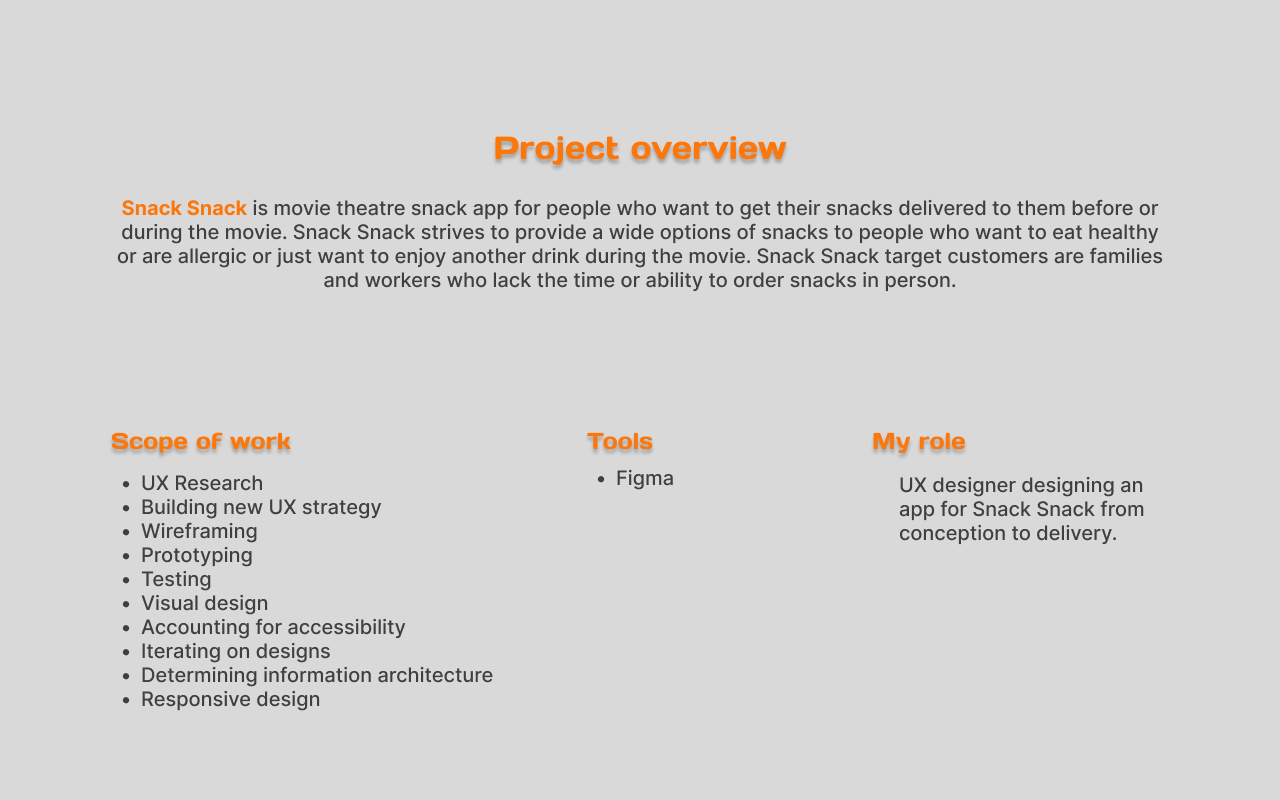 Project overview
Snack Snack is movie theatre snack app for people who want to get their snacks delivered to them before or
during the movie. Snack Snack strives to provide a wide options of snacks to people who want to eat healthy
or are allergic or just want to enjoy another drink during the movie. Snack Snack target customers are families
and workers who lack the time or ability to order snacks in person.
Scope of work
• UX Research
• Building new UX strategy
• Wireframing
• Prototyping
• Testing
• Visual design
• Accounting for accessibility
• Iterating on designs
• Determining information architecture
• Responsive design
Tools
• Figma
My role
UX designer designing an
app for Snack Snack from
conception to delivery.